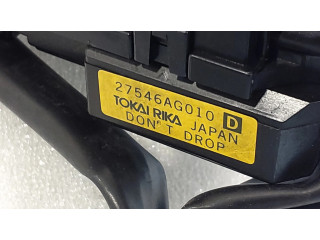 27546AG010 D
TOKAI RIKA JAPAN
DON'T DROP